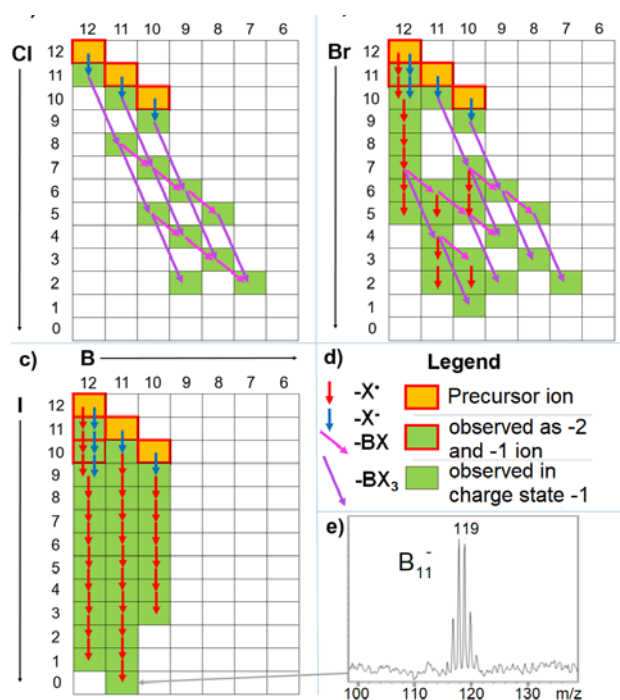 12 11 10 9 8 7 6
12 11 10 9 8 7 6
Cl
12
11
10
9
8
7
6
5
4
3
2
1
0
Br
12
11
10
9
8
7
6
5
4
3
2
1
0
c) B
12 11 10 9 8 7 6
I
12
11
10
9
8
7
6
5
4
3
2
1
0
d) Legend
-X•
-X-
-BX
-BX3
Precursor ion
observed as -2
and -1 ion
observed in
charge state -1
e)
119
B11-
100 110 120 130 m/z